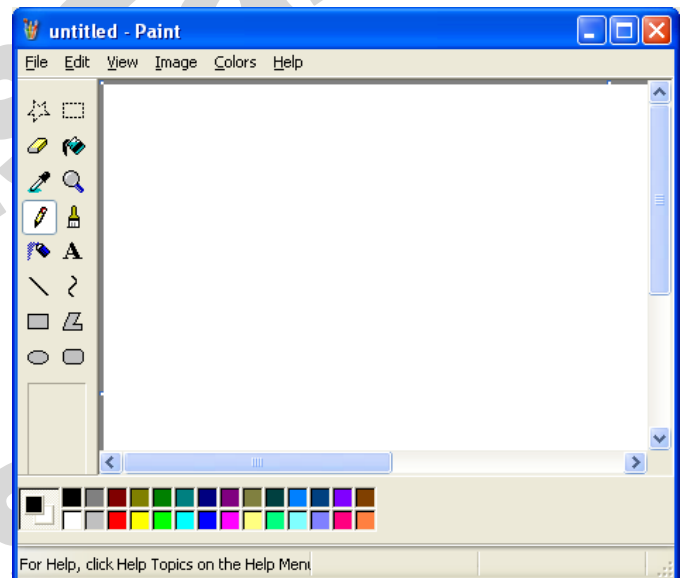 untitled - Paint
File Edit View Image Colors Help
A
For Help, click Help Topics on the Help Menu